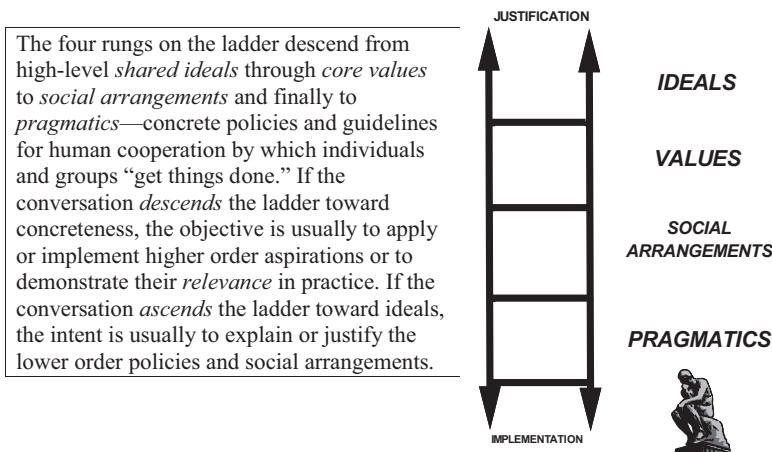 The four rungs on the ladder descend from
high-level shared ideals through core values
to social arrangements and finally to
pragmatics—concrete policies and guidelines
for human cooperation by which individuals
and groups “get things done.” If the
conversation descends the ladder toward
concreteness, the objective is usually to apply
or implement higher order aspirations or to
demonstrate their relevance in practice. If the
conversation ascends the ladder toward ideals,
the intent is usually to explain or justify the
lower order policies and social arrangements.
JUSTIFICATION
IDEALS
VALUES
SOCIAL
ARRANGEMENTS
PRAGMATICS
IMPLEMENTATION